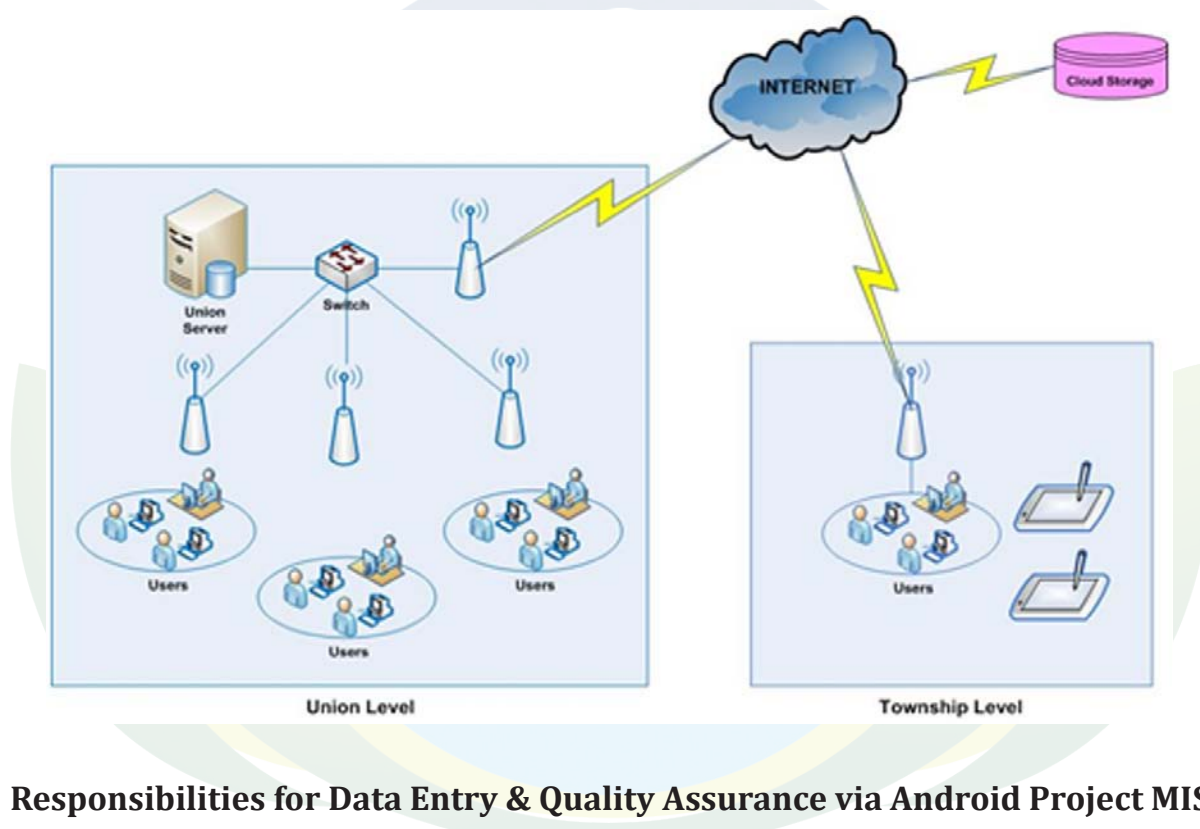 INTERNET
Cloud Storage
Union
Server
Switch
Users
Users
Users
Users
Union Level
Township Level
Responsibilities for Data Entry & Quality Assurance via Android Project MIS